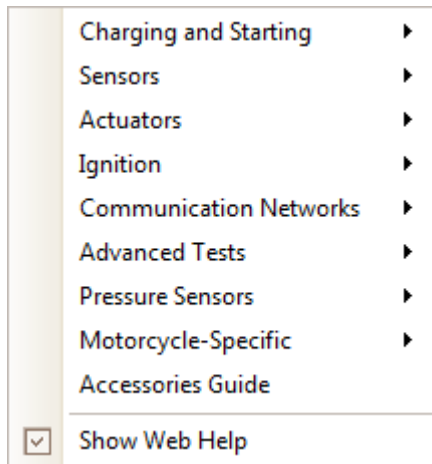 Charging and Starting
Sensors
Actuators
Ignition
Communication Networks
Advanced Tests
Pressure Sensors
Motorcycle-Specific
Accessories Guide
Show Web Help